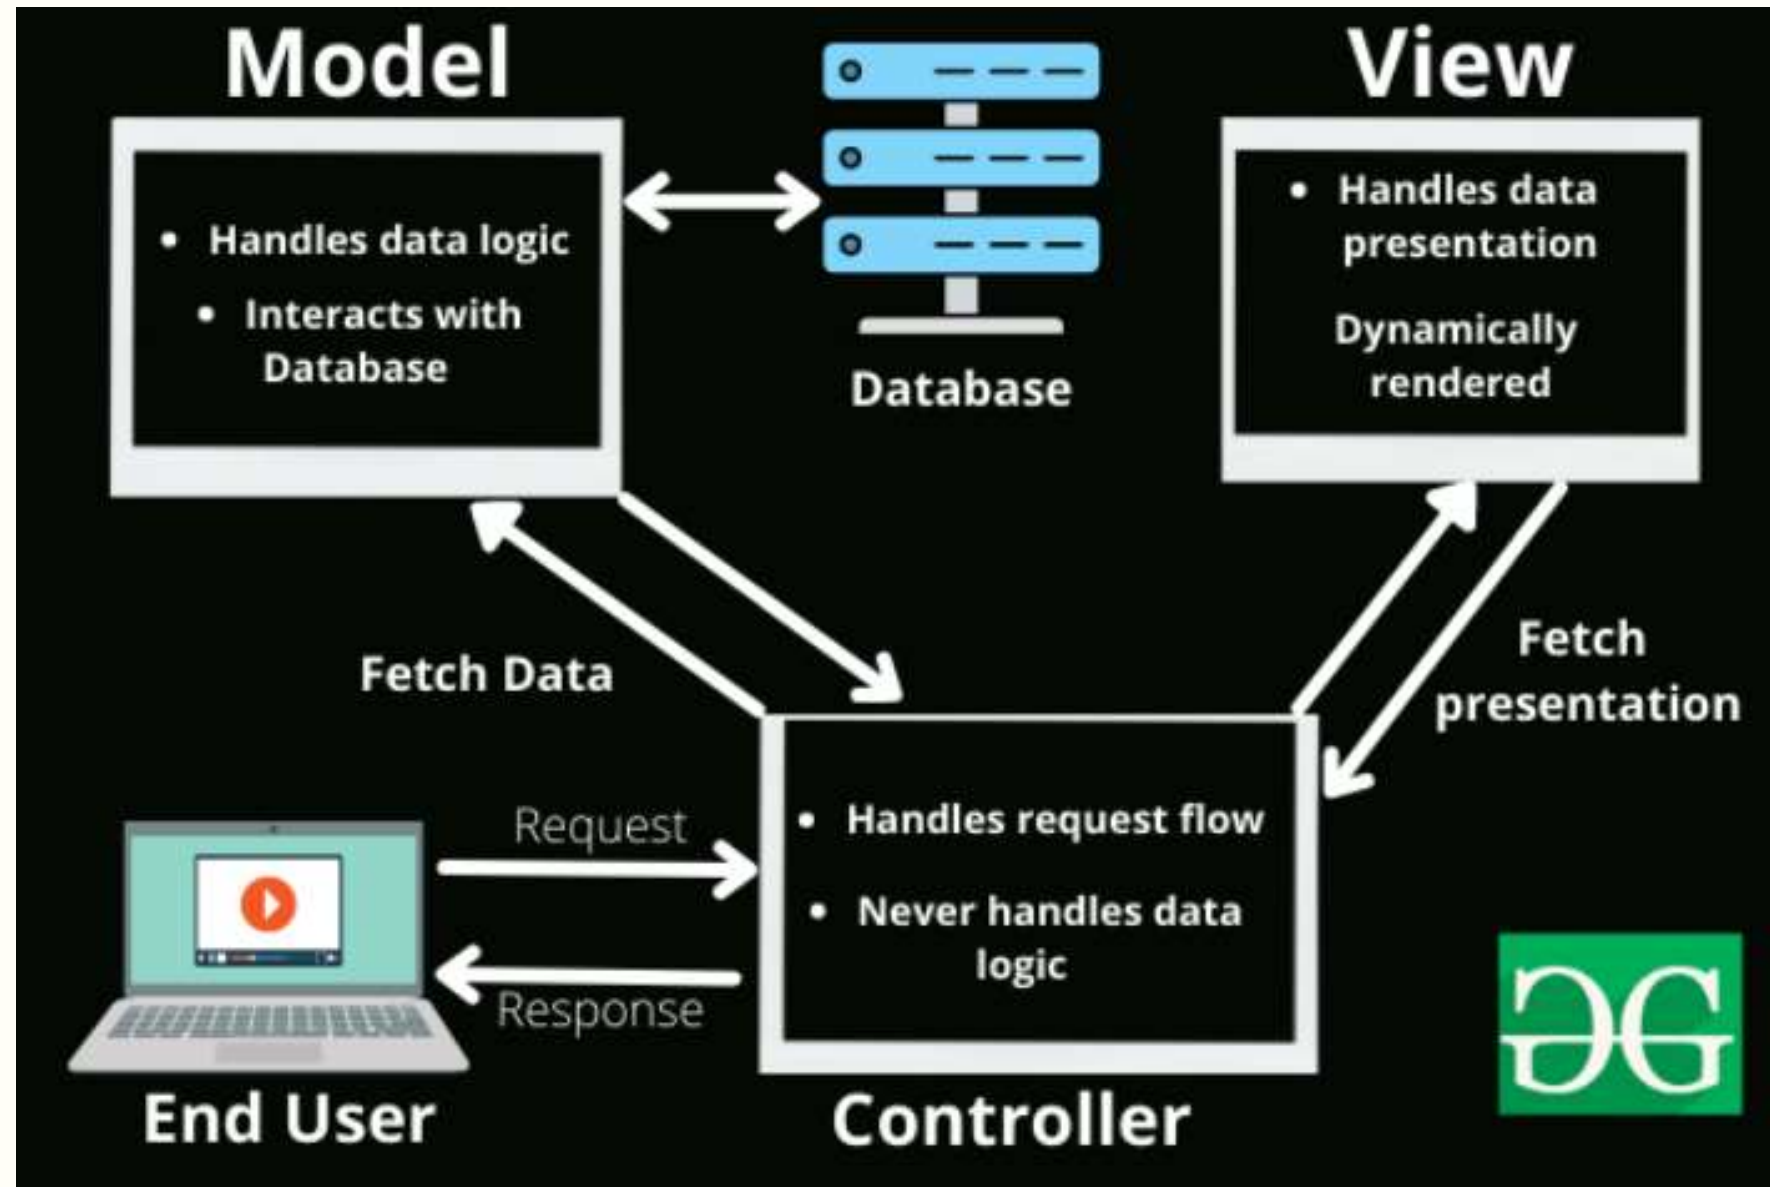 Model
View
• Handles data logic
• Interacts with
Database
Database
• Handles data
presentation
Dynamically
rendered
Fetch Data
Fetch
presentation
Request
Response
• Handles request flow
• Never handles data
logic
End User
Controller